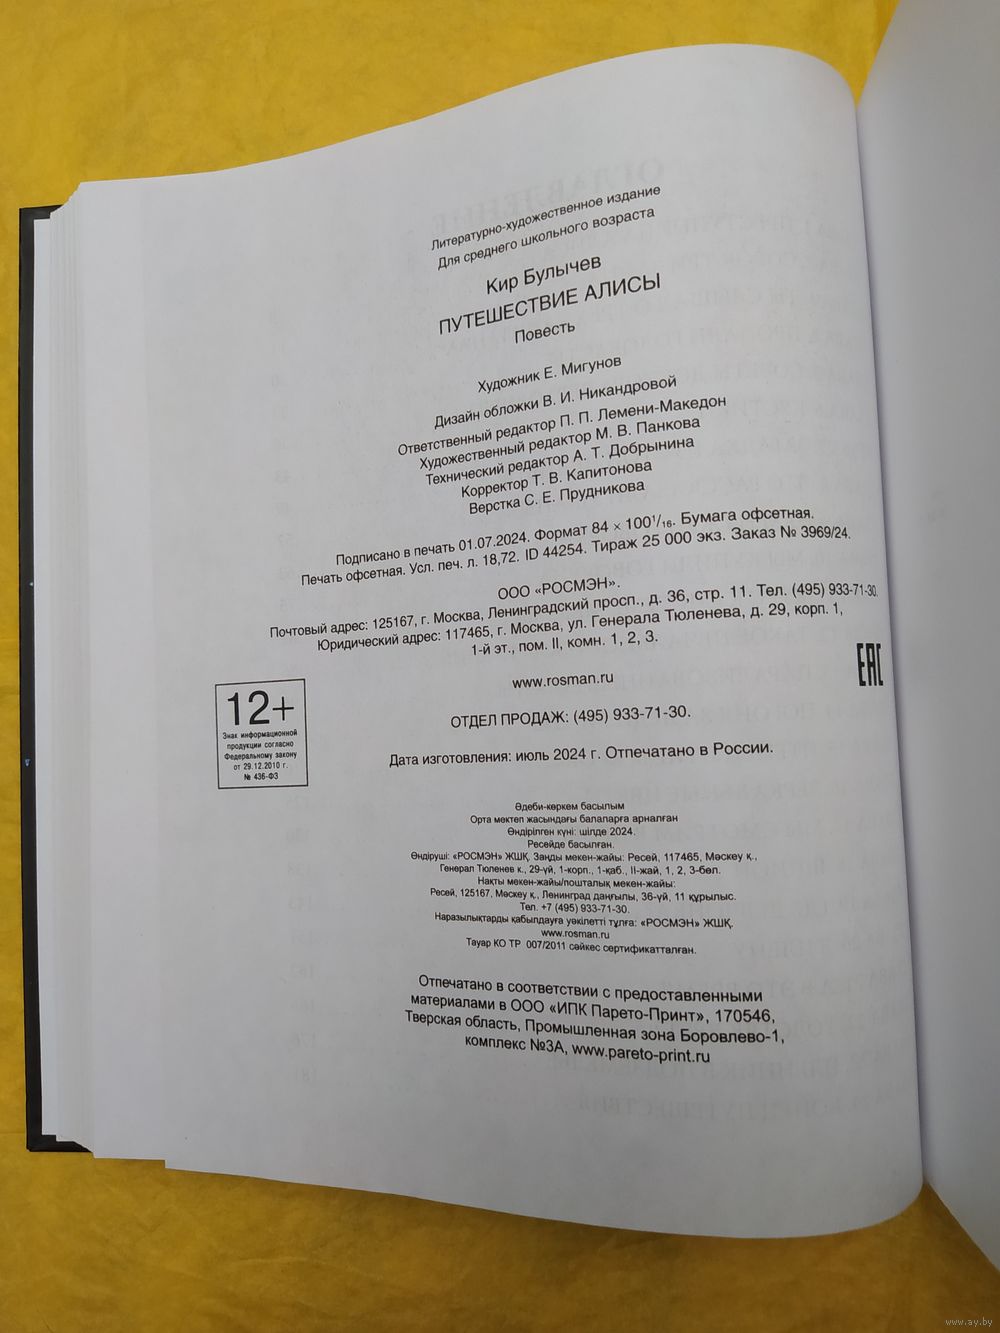 Литературно-художественное издание
Для среднего школьного возраста
Кир Булычев
ПУТЕШЕСТВИЕ АЛИСЫ
Повесть
Художник Е. Мигунов
Дизайн обложки В. И. Никандровой
Ответственный редактор П. П. Лемени-Македон
Художественный редактор М. В. Панкова
Технический редактор А. Т. Добрынина
Корректор Т. В. Капитонова
Верстка С. Е. Прудникова
Подписано в печать 01.07.2024. Формат 84 × 100¹/₁₆. Бумага офсетная.
Печать офсетная. Усл. печ. л. 18,72. ID 44254. Тираж 25 000 экз. Заказ № 3969/24.
ООО «РОСМЭН».
Почтовый адрес: 125167, г. Москва, Ленинградский просп., д. 36, стр. 11. Тел. (495) 933-71-30.
Юридический адрес: 117465, г. Москва, ул. Генерала Тюленева, д. 29, корп. 1,
1-й эт., пом. II, комн. 1, 2, 3.
www.rosman.ru
EAC
ОТДЕЛ ПРОДАЖ: (495) 933-71-30.
12+
Знак информационной
продукции согласно
Федеральному закону
от 29.12.2010 г.
№ 436-ФЗ
Дата изготовления: июль 2024 г. Отпечатано в России.
Әдеби-көркем басылым
Орта мектеп жасындағы балаларға арналған
Өндірілген күні: шілде 2024.
Ресейде басылған.
Өндіруші: «РОСМЭН» ЖШҚ. Заңды мекен-жайы: Ресей, 117465, Мәскеу қ.,
Генерал Тюленев к., 29-үй, 1-корп., 1-қаб., II-жай, 1, 2, 3-бөл.
Нақты мекен-жайы/пошталық мекен-жайы:
Ресей, 125167, Мәскеу қ., Ленинград даңғылы, 36-үй, 11 құрылыс.
Тел. +7 (495) 933-71-30.
Наразылықтарды қабылдауға уәкілетті тұлға: «РОСМЭН» ЖШҚ.
www.rosman.ru
Тауар КО ТР 007/2011 сәйкес сертификатталған.
Отпечатано в соответствии с предоставленными
материалами в ООО «ИПК Парето-Принт», 170546,
Тверская область, Промышленная зона Боровлево-1,
комплекс №3А, www.pareto-print.ru
www.ay.by